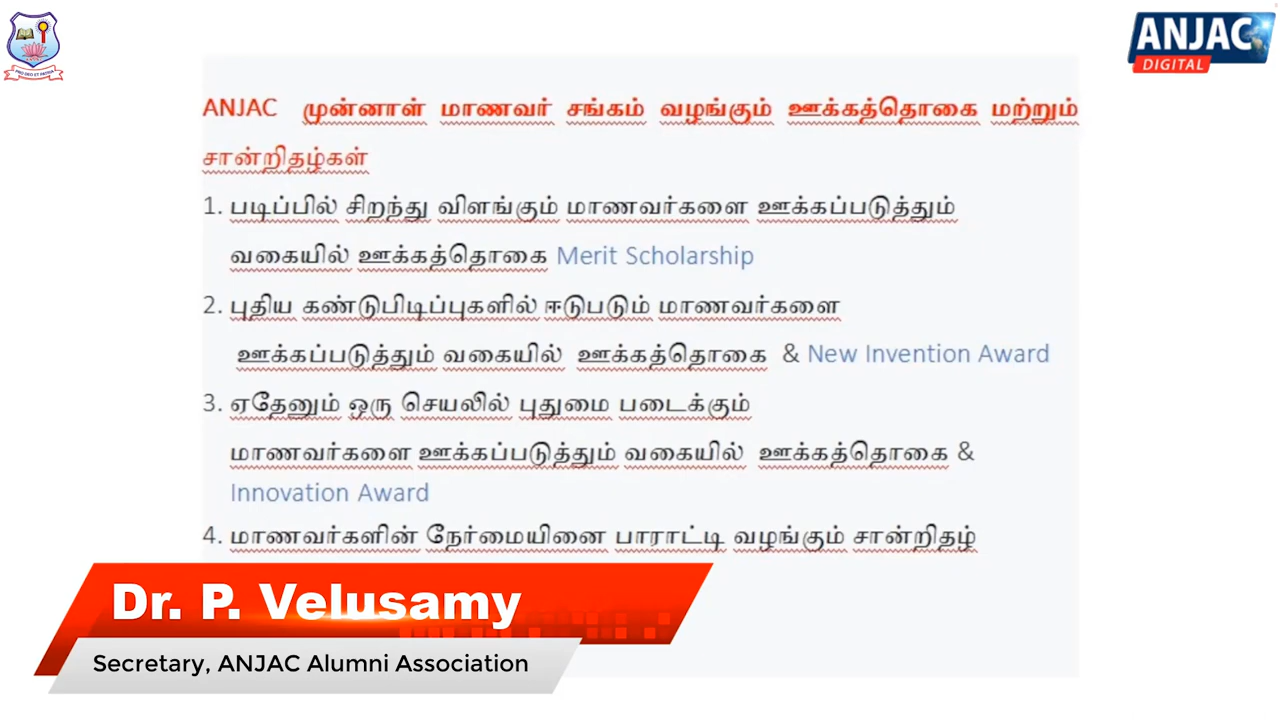 ANJAC
DIGITAL
ANJAC முன்னாள் மாணவர் சங்கம் வழங்கும் ஊக்கத்தொகை மற்றும்
சான்றிதழ்கள்
1. படிப்பில் சிறந்து விளங்கும் மாணவர்களை ஊக்கப்படுத்தும்
வகையில் ஊக்கத்தொகை Merit Scholarship
2. புதிய கண்டுபிடிப்புகளில் ஈடுபடும் மாணவர்களை
ஊக்கப்படுத்தும் வகையில் ஊக்கத்தொகை & New Invention Award
3. ஏதேனும் ஒரு செயலில் புதுமை படைக்கும்
மாணவர்களை ஊக்கப்படுத்தும் வகையில் ஊக்கத்தொகை &
Innovation Award
4. மாணவர்களின் நேர்மையினை பாராட்டி வழங்கும் சான்றிதழ்
Dr. P. Velusamy
Secretary, ANJAC Alumni Association